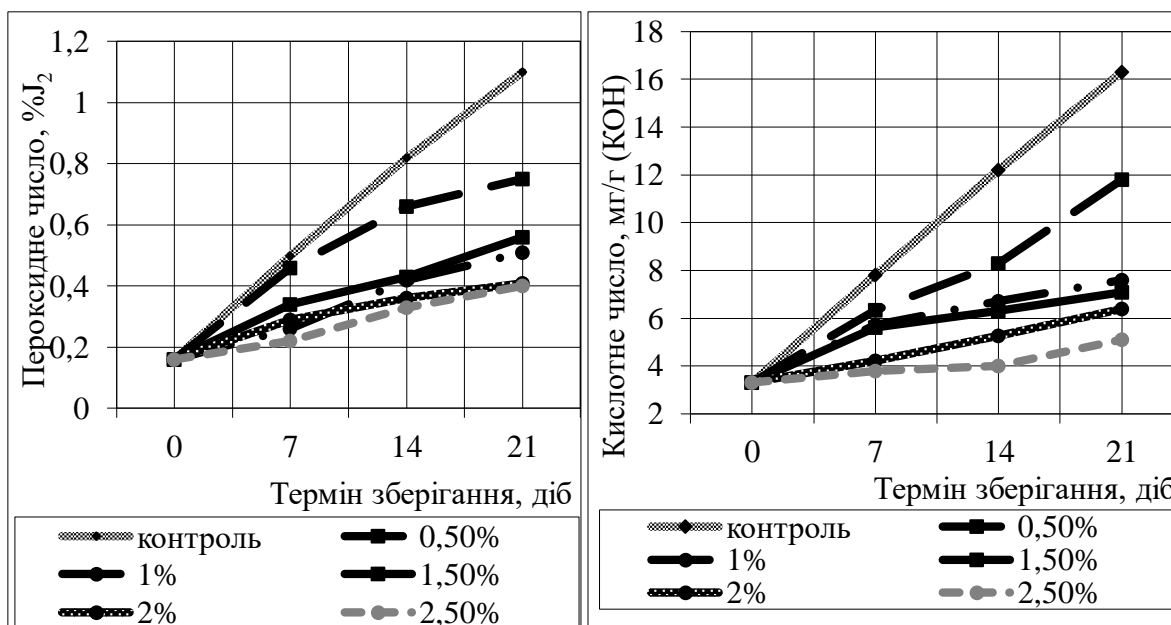 Пероксидне число, %J₂
1,2
1
0,8
0,6
0,4
0,2
0
0 7 14 21
Термін зберігання, діб
контроль 0,50%
1% 1,50%
2% 2,50%
Кислотне число, мг/г (КОН)
18
16
14
12
10
8
6
4
2
0 7 14 21
Термін зберігання, діб
контроль 0,50%
1% 1,50%
2% 2,50%